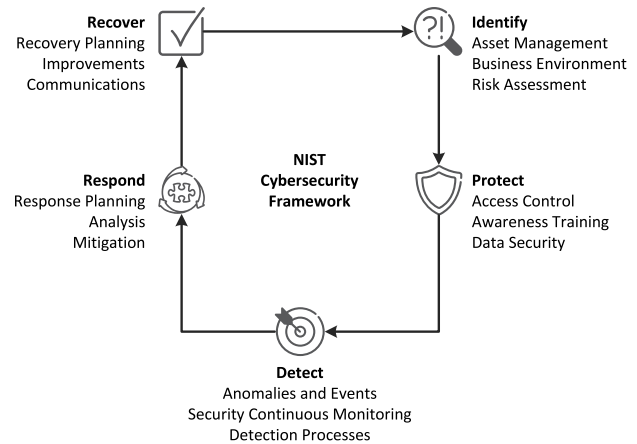 Recover
Recovery Planning
Improvements
Communications
?!
Identify
Asset Management
Business Environment
Risk Assessment
NIST
Cybersecurity
Framework
Respond
Response Planning
Analysis
Mitigation
Protect
Access Control
Awareness Training
Data Security
Detect
Anomalies and Events
Security Continuous Monitoring
Detection Processes